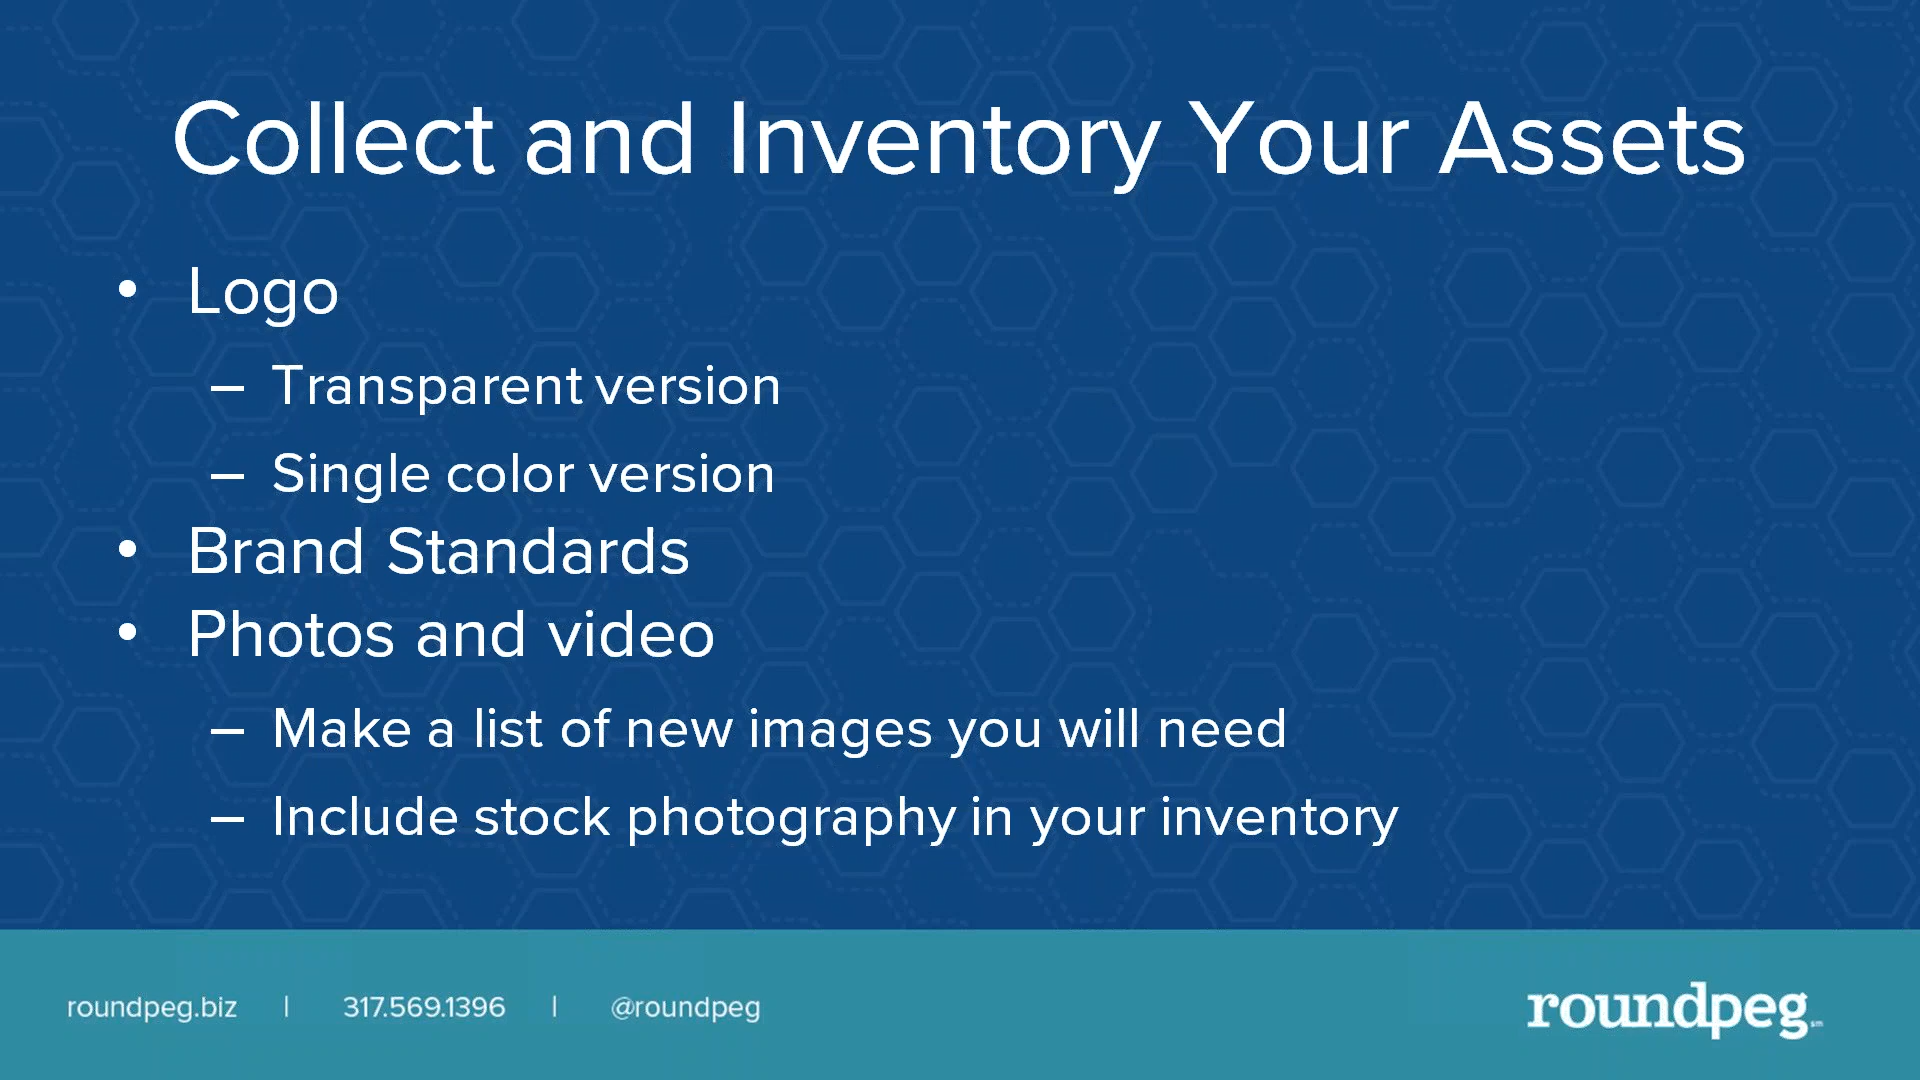 Collect and Inventory Your Assets
• Logo
– Transparent version
– Single color version
• Brand Standards
• Photos and video
– Make a list of new images you will need
– Include stock photography in your inventory
roundpeg.biz | 317.569.1396 | @roundpeg
roundpeg℠